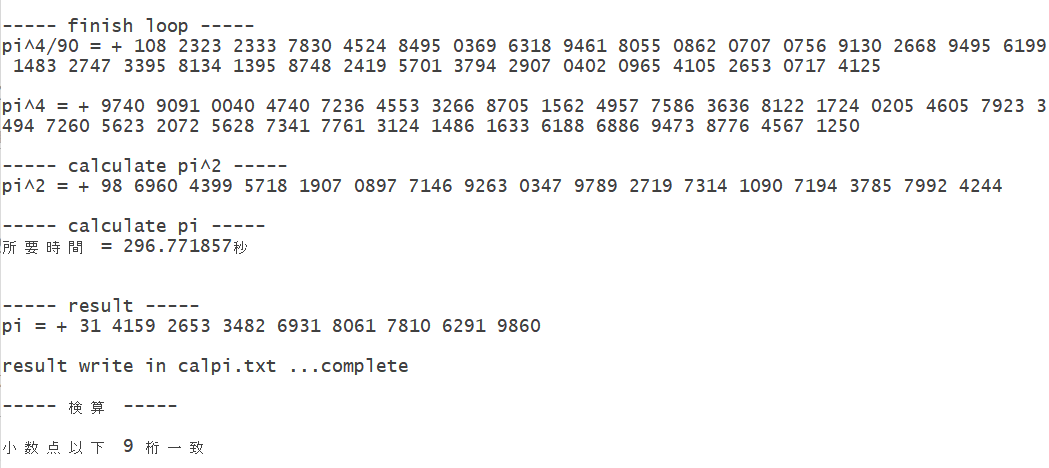 ----- finish loop -----
pi^4/90 = + 108 2323 2333 7830 4524 8495 0369 6318 9461 8055 0862 0707 0756 9130 2668 9495 6199
1483 2747 3395 8134 1395 8748 2419 5701 3794 2907 0402 0965 4105 2653 0717 4125
pi^4 = + 9740 9091 0040 4740 7236 4553 3266 8705 1562 4957 7586 3636 8122 1724 0205 4605 7923 3
494 7260 5623 2072 5628 7341 7761 3124 1486 1633 6188 6886 9473 8776 4567 1250
----- calculate pi^2 -----
pi^2 = + 98 6960 4399 5718 1907 0897 7146 9263 0347 9789 2719 7314 1090 7194 3785 7992 4244
----- calculate pi -----
所要時間 = 296.771857秒
----- result -----
pi = + 31 4159 2653 3482 6931 8061 7810 6291 9860
result write in calpi.txt ...complete
----- 検算 -----
小数点以下 9 桁一致